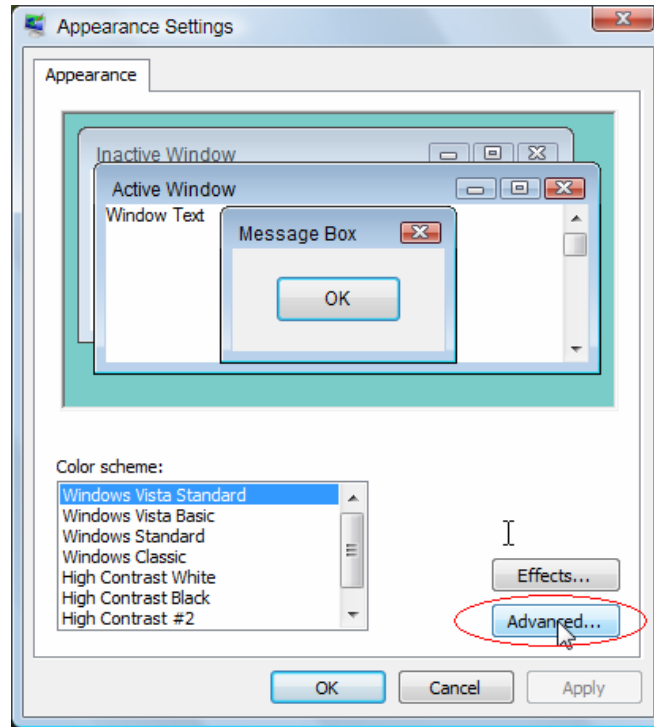 Appearance Settings
Appearance
Inactive Window
Active Window
Window Text
Message Box
OK
Color scheme:
Windows Vista Standard
Windows Vista Basic
Windows Standard
Windows Classic
High Contrast White
High Contrast Black
High Contrast #2
Effects...
Advanced...
OK
Cancel
Apply